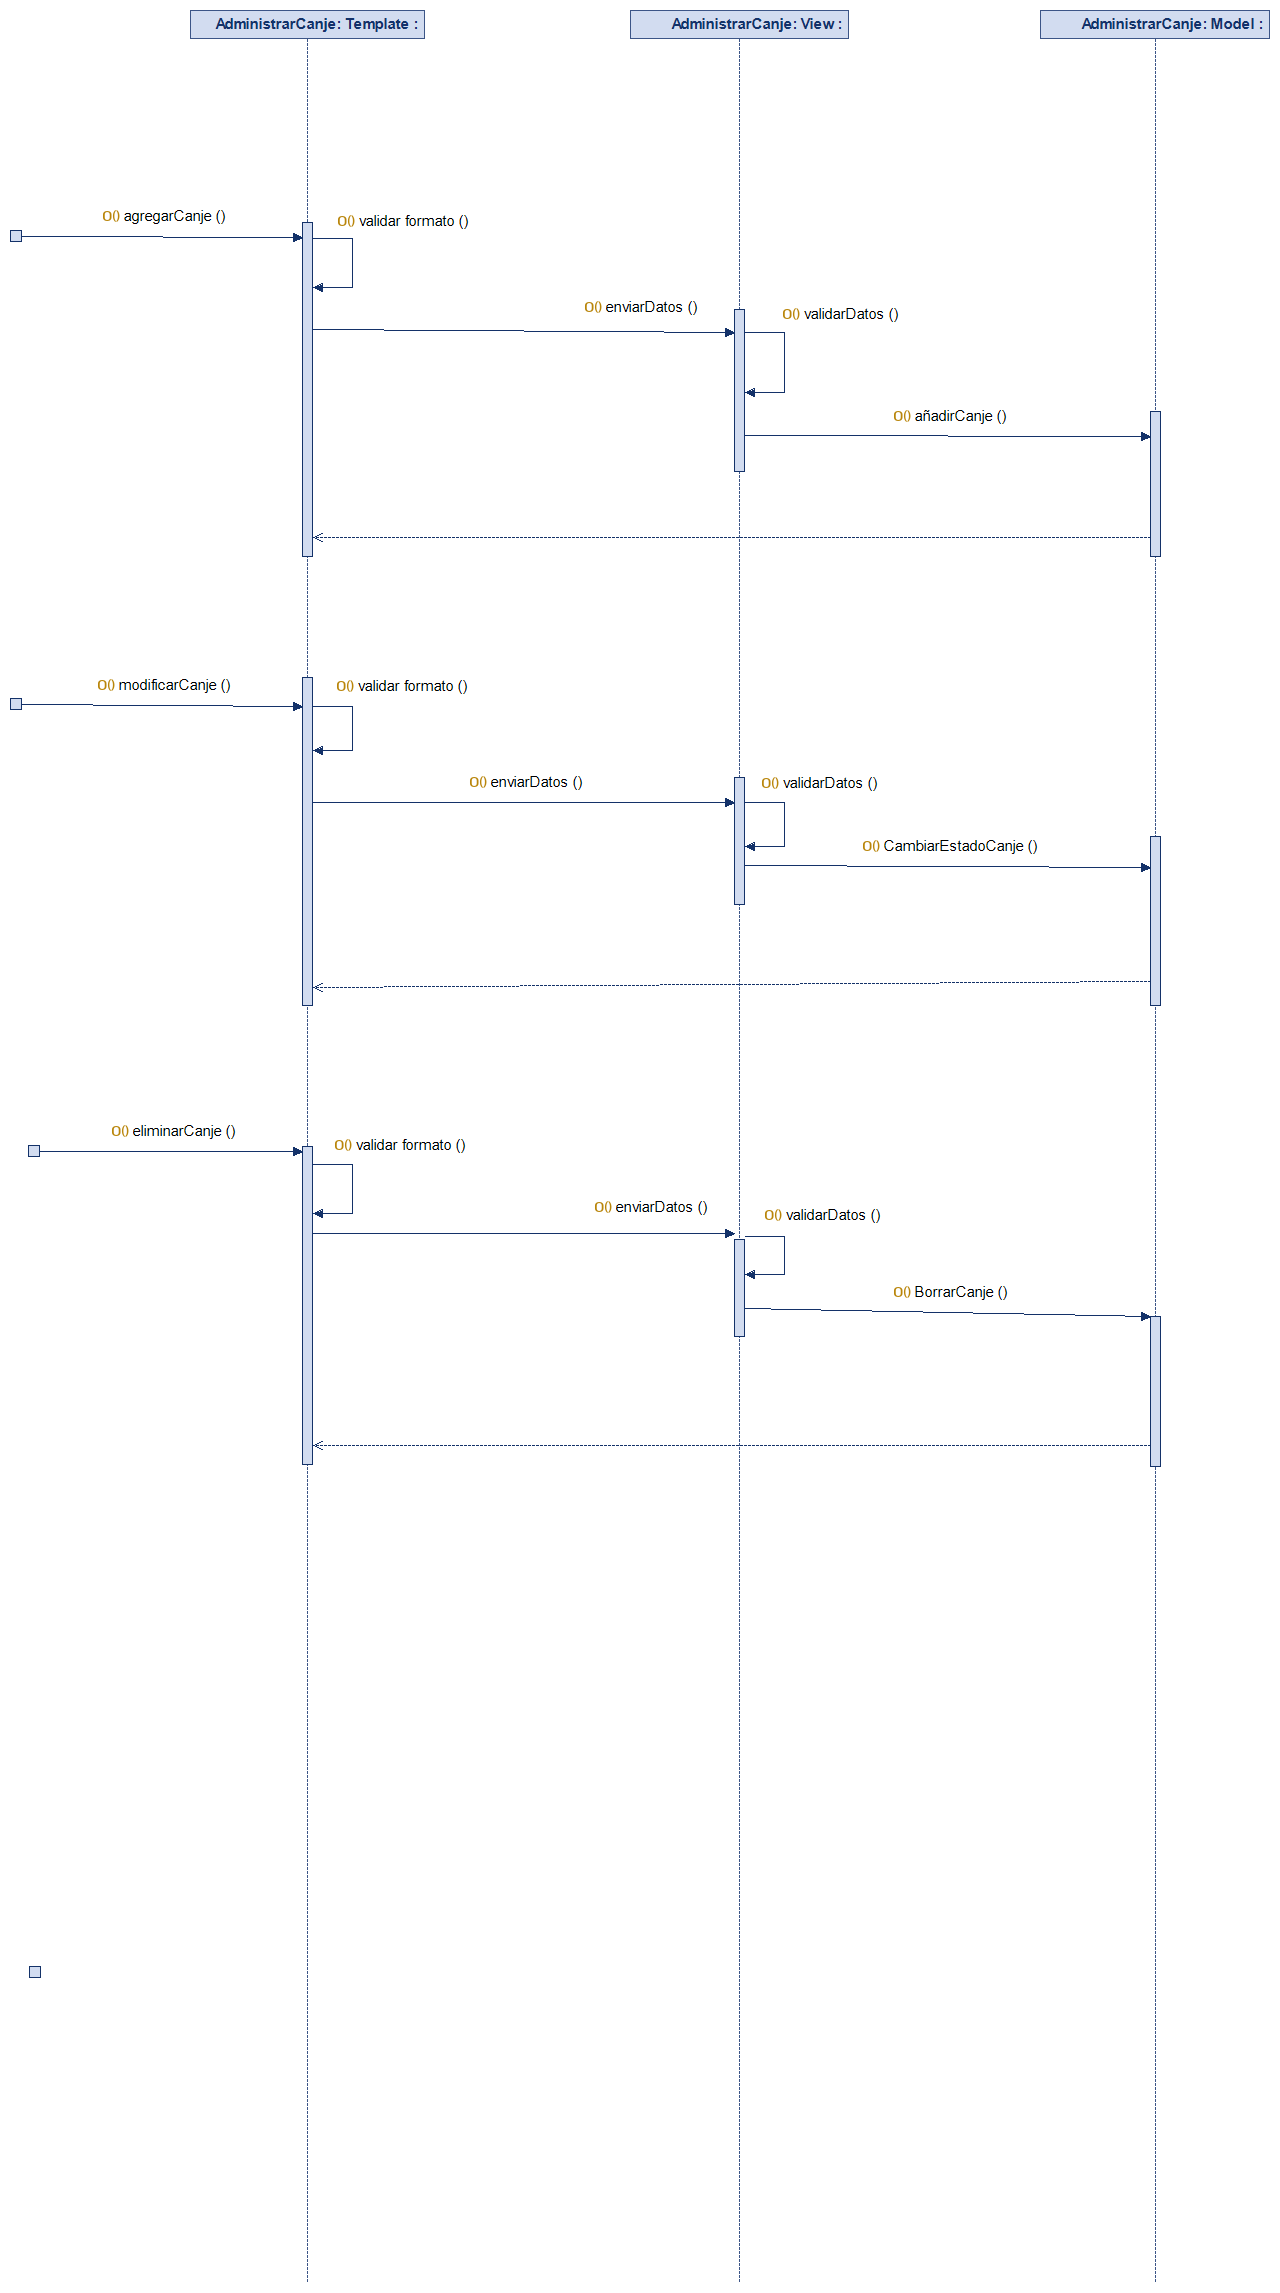 AdministrarCanje: Template :
AdministrarCanje: View :
AdministrarCanje: Model :
O() agregarCanje ()
O() validar formato ()
O() enviarDatos ()
O() validarDatos ()
O() añadirCanje ()
O() modificarCanje ()
O() validar formato ()
O() enviarDatos ()
O() validarDatos ()
O() CambiarEstadoCanje ()
O() eliminarCanje ()
O() validar formato ()
O() enviarDatos ()
O() validarDatos ()
O() BorrarCanje ()